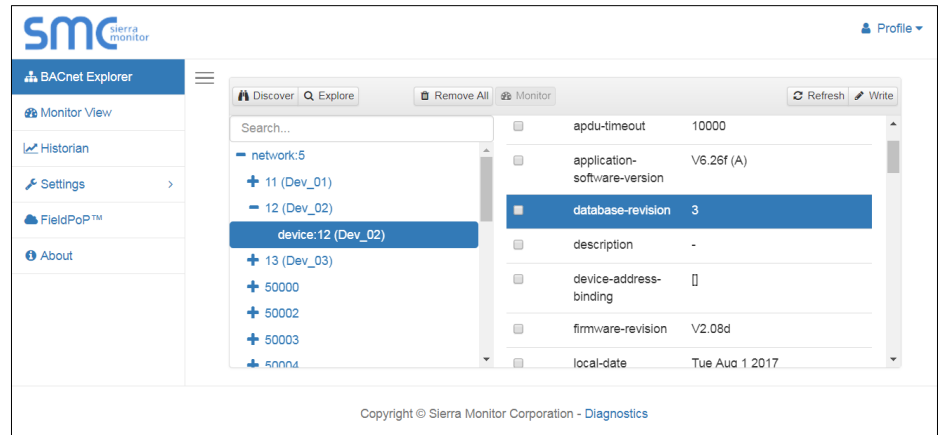 SMC sierra monitor
Profile
BACnet Explorer
Monitor View
Historian
Settings
FieldPoP™
About
Discover Explore Remove All Monitor Refresh Write
Search...
network:5
11 (Dev_01)
12 (Dev_02)
device:12 (Dev_02)
13 (Dev_03)
50000
50002
50003
50004
apdu-timeout 10000
application-
software-version V6.26f (A)
database-revision 3
description -
device-address-
binding []
firmware-revision V2.08d
local-date Tue Aug 1 2017
Copyright © Sierra Monitor Corporation - Diagnostics